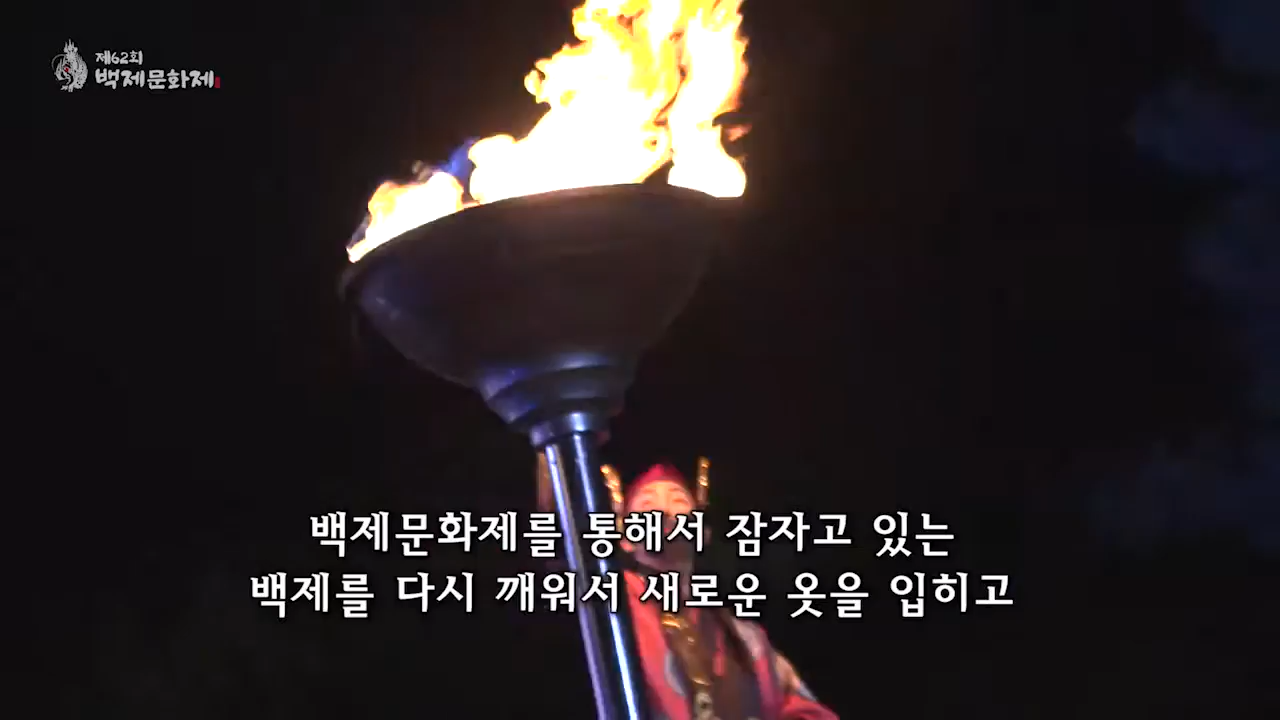 제62회
백제문화제
백제문화제를 통해서 잠자고 있는
백제를 다시 깨워서 새로운 옷을 입히고